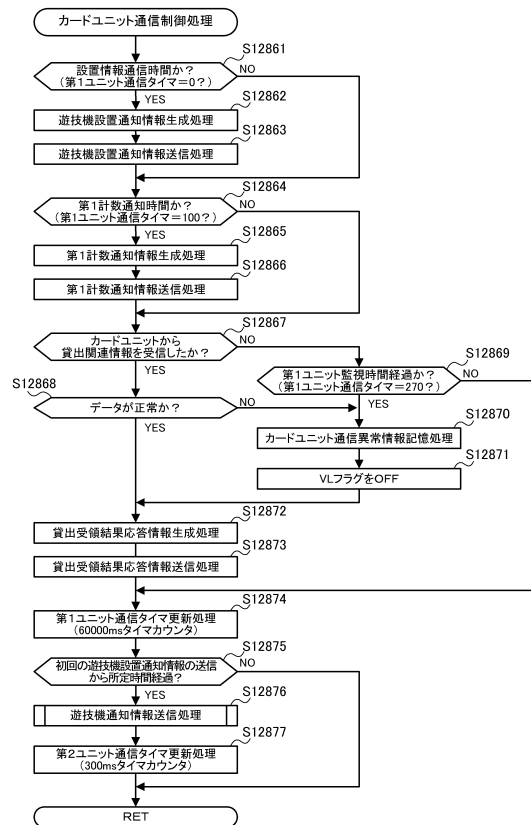 カードユニット通信制御処理
S12861
設置情報通信時間か？
(第1ユニット通信タイマ＝0？)
NO
YES
S12862
遊技機設置通知情報生成処理
S12863
遊技機設置通知情報送信処理
S12864
第1計数通知時間か？
(第1ユニット通信タイマ＝100？)
NO
YES
S12865
第1計数通知情報生成処理
S12866
第1計数通知情報送信処理
S12867
カードユニットから
貸出関連情報を受信したか？
NO
YES
S12869
第1ユニット監視時間経過か？
(第1ユニット通信タイマ＝270？)
NO
YES
S12868
データが正常か？
NO
YES
S12870
カードユニット通信異常情報記憶処理
S12871
VLフラグをOFF
S12872
貸出受領結果応答情報生成処理
S12873
貸出受領結果応答情報送信処理
S12874
第1ユニット通信タイマ更新処理
(60000msタイマカウンタ)
S12875
初回の遊技機設置通知情報の送信
から所定時間経過？
NO
YES
S12876
遊技機通知情報送信処理
S12877
第2ユニット通信タイマ更新処理
(300msタイマカウンタ)
RET